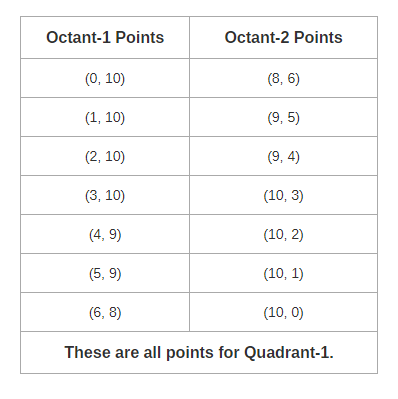 Octant-1 Points Octant-2 Points
(0, 10) (8, 6)
(1, 10) (9, 5)
(2, 10) (9, 4)
(3, 10) (10, 3)
(4, 9) (10, 2)
(5, 9) (10, 1)
(6, 8) (10, 0)
These are all points for Quadrant-1.